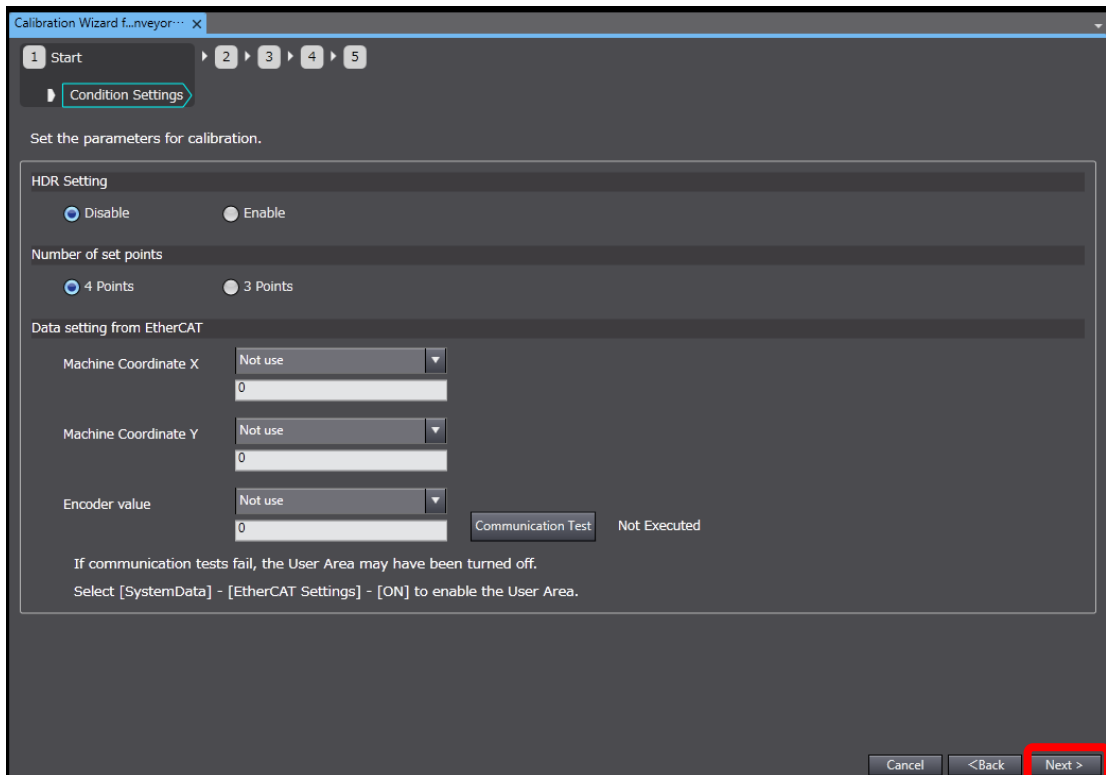 Calibration Wizard f...nveyor···
1 Start 2 3 4 5
Condition Settings
Set the parameters for calibration.
HDR Setting
Disable Enable
Number of set points
4 Points 3 Points
Data setting from EtherCAT
Machine Coordinate X Not use
0
Machine Coordinate Y Not use
0
Encoder value Not use
0 Communication Test Not Executed
If communication tests fail, the User Area may have been turned off.
Select [SystemData] - [EtherCAT Settings] - [ON] to enable the User Area.
Cancel <Back Next >